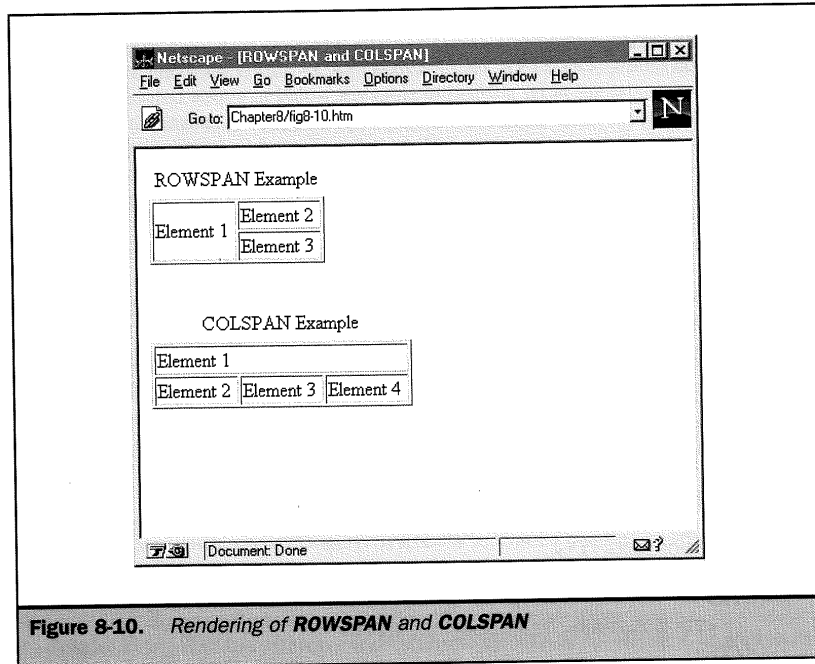 Netscape - [ROWSPAN and COLSPAN]
File Edit View Go Bookmarks Options Directory Window Help
Go to: Chapter8/fig8-10.htm
N
ROWSPAN Example
Element 1
Element 2
Element 3
COLSPAN Example
Element 1
Element 2 Element 3 Element 4
Document: Done
?
Figure 8-10. Rendering of ROWSPAN and COLSPAN